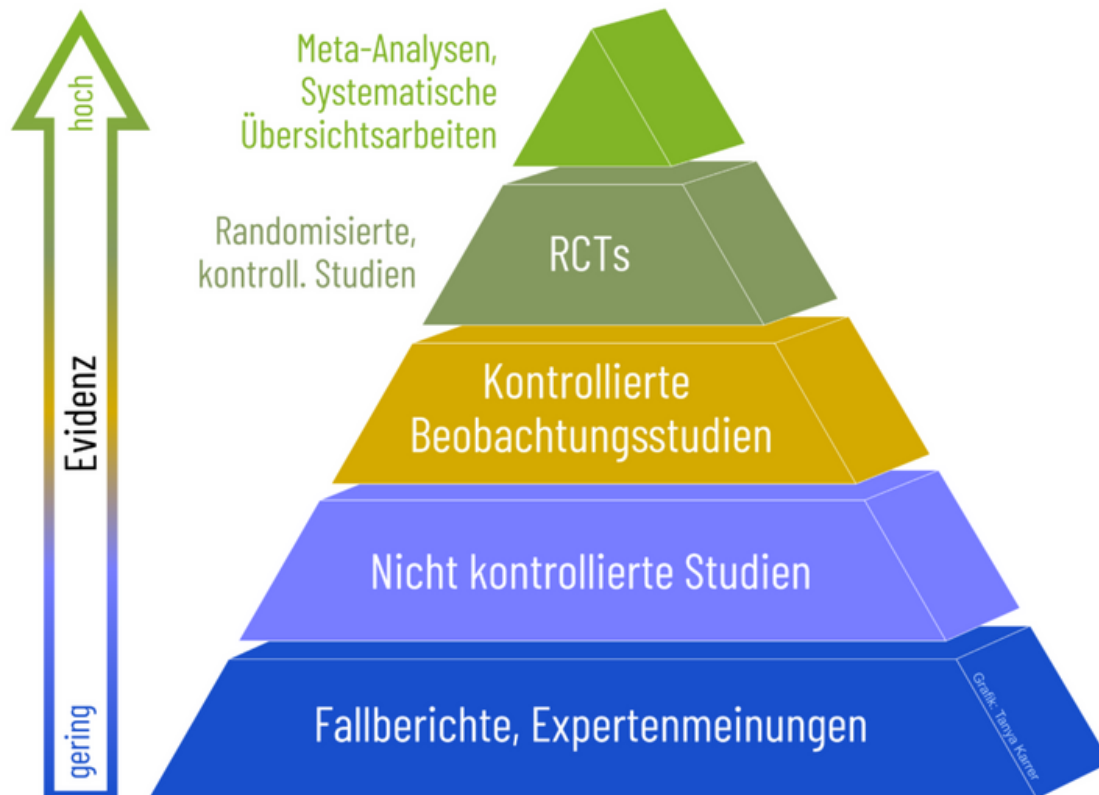 hoch
Evidenz
gering
Meta-Analysen,
Systematische
Übersichtsarbeiten
Randomisierte,
kontroll. Studien
RCTs
Kontrollierte
Beobachtungsstudien
Nicht kontrollierte Studien
Fallberichte, Expertenmeinungen
Grafik: Tanya Karrer